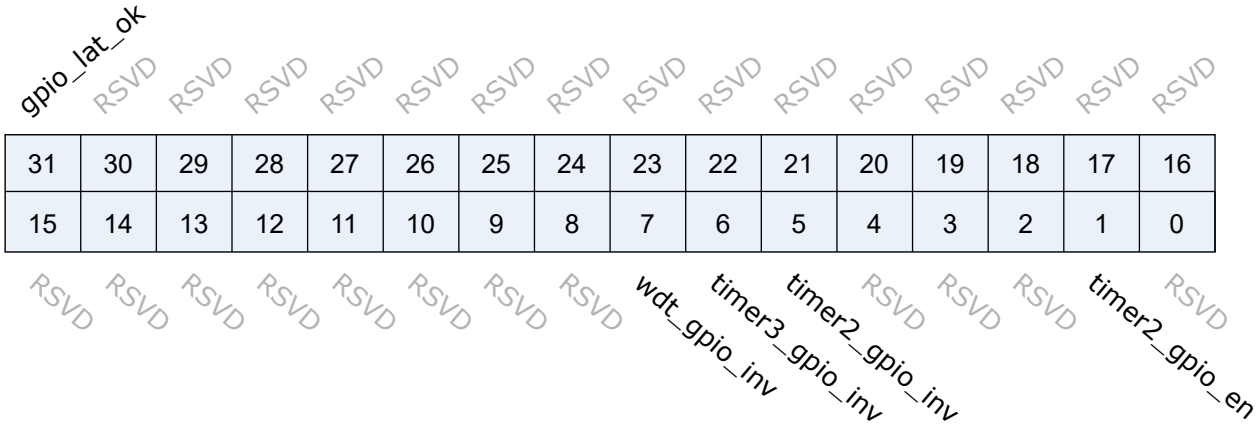 gpio_lat_ok RSVD RSVD RSVD RSVD RSVD RSVD RSVD RSVD RSVD RSVD RSVD RSVD RSVD RSVD RSVD
31 30 29 28 27 26 25 24 23 22 21 20 19 18 17 16
15 14 13 12 11 10 9 8 7 6 5 4 3 2 1 0
RSVD RSVD RSVD RSVD RSVD RSVD RSVD RSVD wdt_gpio_inv timer3_gpio_inv timer2_gpio_inv RSVD RSVD RSVD timer2_gpio_en RSVD